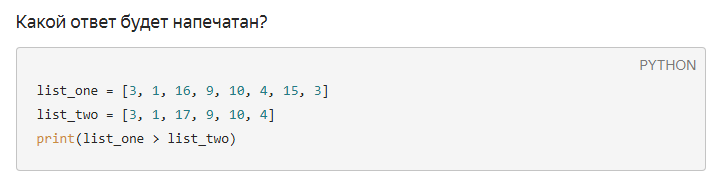 Какой ответ будет напечатан?
PYTHON
list_one = [3, 1, 16, 9, 10, 4, 15, 3]
list_two = [3, 1, 17, 9, 10, 4]
print(list_one > list_two)